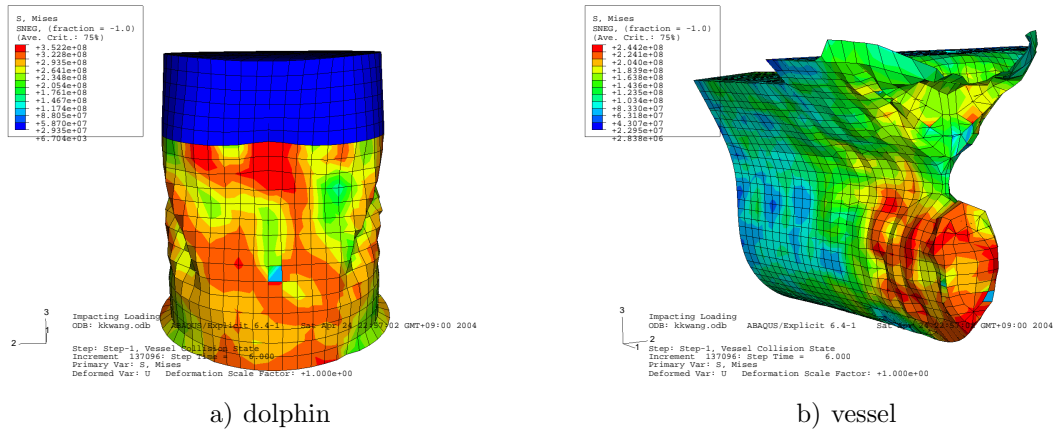 S, Mises
SNEG, (fraction = -1.0)
(Ave. Crit.: 75%)
+3.522e+08
+3.228e+08
+2.935e+08
+2.641e+08
+2.348e+08
+2.054e+08
+1.761e+08
+1.467e+08
+1.174e+08
+8.805e+07
+5.870e+07
+2.935e+07
+6.704e+03
3
1
2
Impacting Loading
ODB: kkwang.odb ABAQUS/Explicit 6.4-1 Sat Apr 24 22:57:02 GMT+09:00 2004
Step: Step-1, Vessel Collision State
Increment 137096: Step Time = 6.000
Primary Var: S, Mises
Deformed Var: U Deformation Scale Factor: +1.000e+00
a) dolphin
S, Mises
SNEG, (fraction = -1.0)
(Ave. Crit.: 75%)
+2.442e+08
+2.241e+08
+2.040e+08
+1.839e+08
+1.638e+08
+1.436e+08
+1.235e+08
+1.034e+08
+8.330e+07
+6.318e+07
+4.307e+07
+2.295e+07
+2.838e+06
3
2
1
Impacting Loading
ODB: kkwang.odb ABAQUS/Explicit 6.4-1 Sat Apr 24 GMT+09:00 2004
Step: Step-1, Vessel Collision State
Increment 137096: Step Time = 6.000
Primary Var: S, Mises
Deformed Var: U Deformation Scale Factor: +1.000e+00
b) vessel